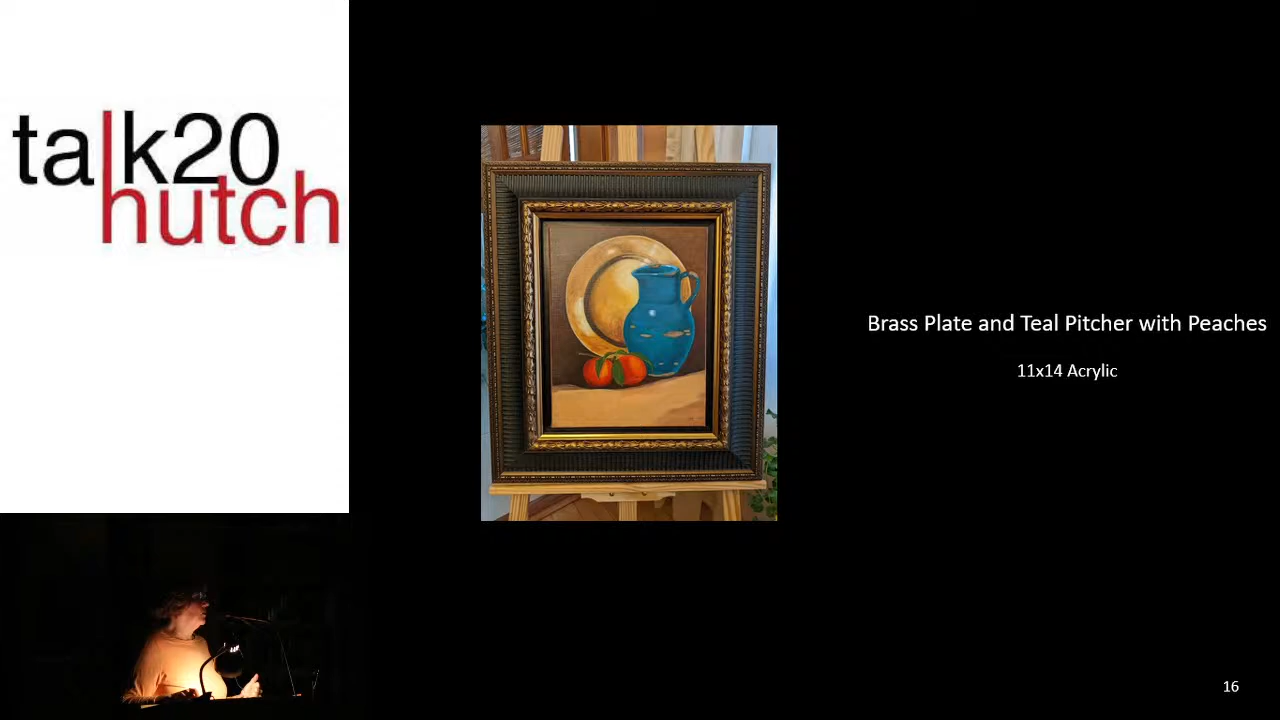 talk20
hutch
Brass Plate and Teal Pitcher with Peaches
11x14 Acrylic
16